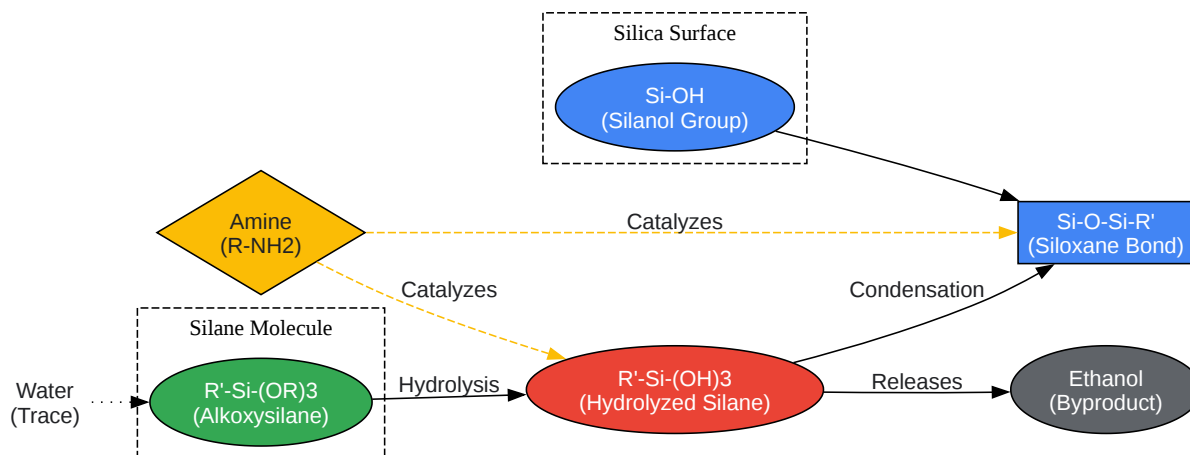 Silica Surface
Si-OH
(Silanol Group)
Amine
(R-NH2)
Catalyzes
Si-O-Si-R'
(Siloxane Bond)
Catalyzes
Condensation
Silane Molecule
Water
(Trace)
R'-Si-(OR)3
(Alkoxysilane)
Hydrolysis
R'-Si-(OH)3
(Hydrolyzed Silane)
Releases
Ethanol
(Byproduct)